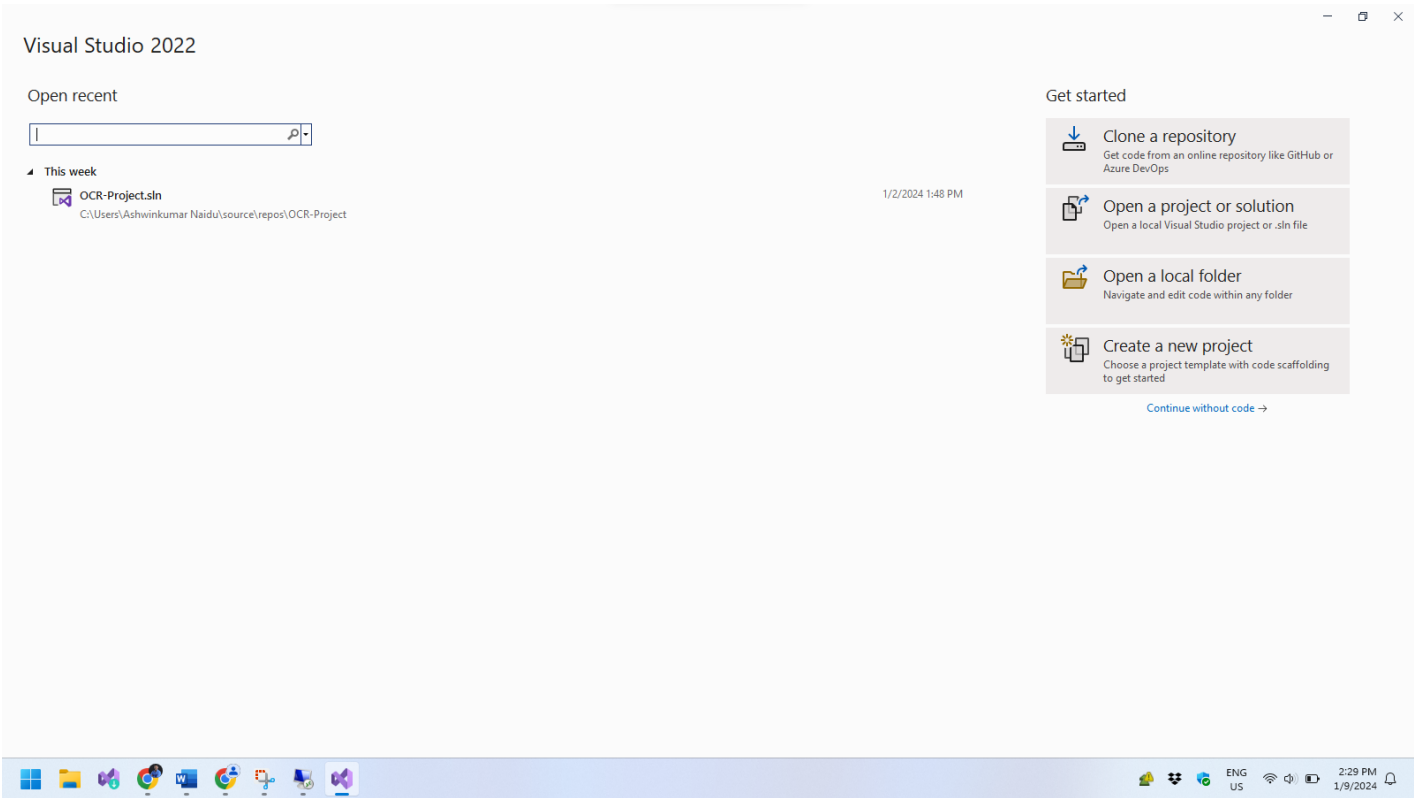 Visual Studio 2022
Open recent
This week
OCR-Project.sln
1/2/2024 1:48 PM
C:\Users\Ashwinkumar Naidu\source\repos\OCR-Project
Get started
Clone a repository
Get code from an online repository like GitHub or
Azure DevOps
Open a project or solution
Open a local Visual Studio project or .sln file
Open a local folder
Navigate and edit code within any folder
Create a new project
Choose a project template with code scaffolding
to get started
Continue without code →
ENG
US
2:29 PM
1/9/2024